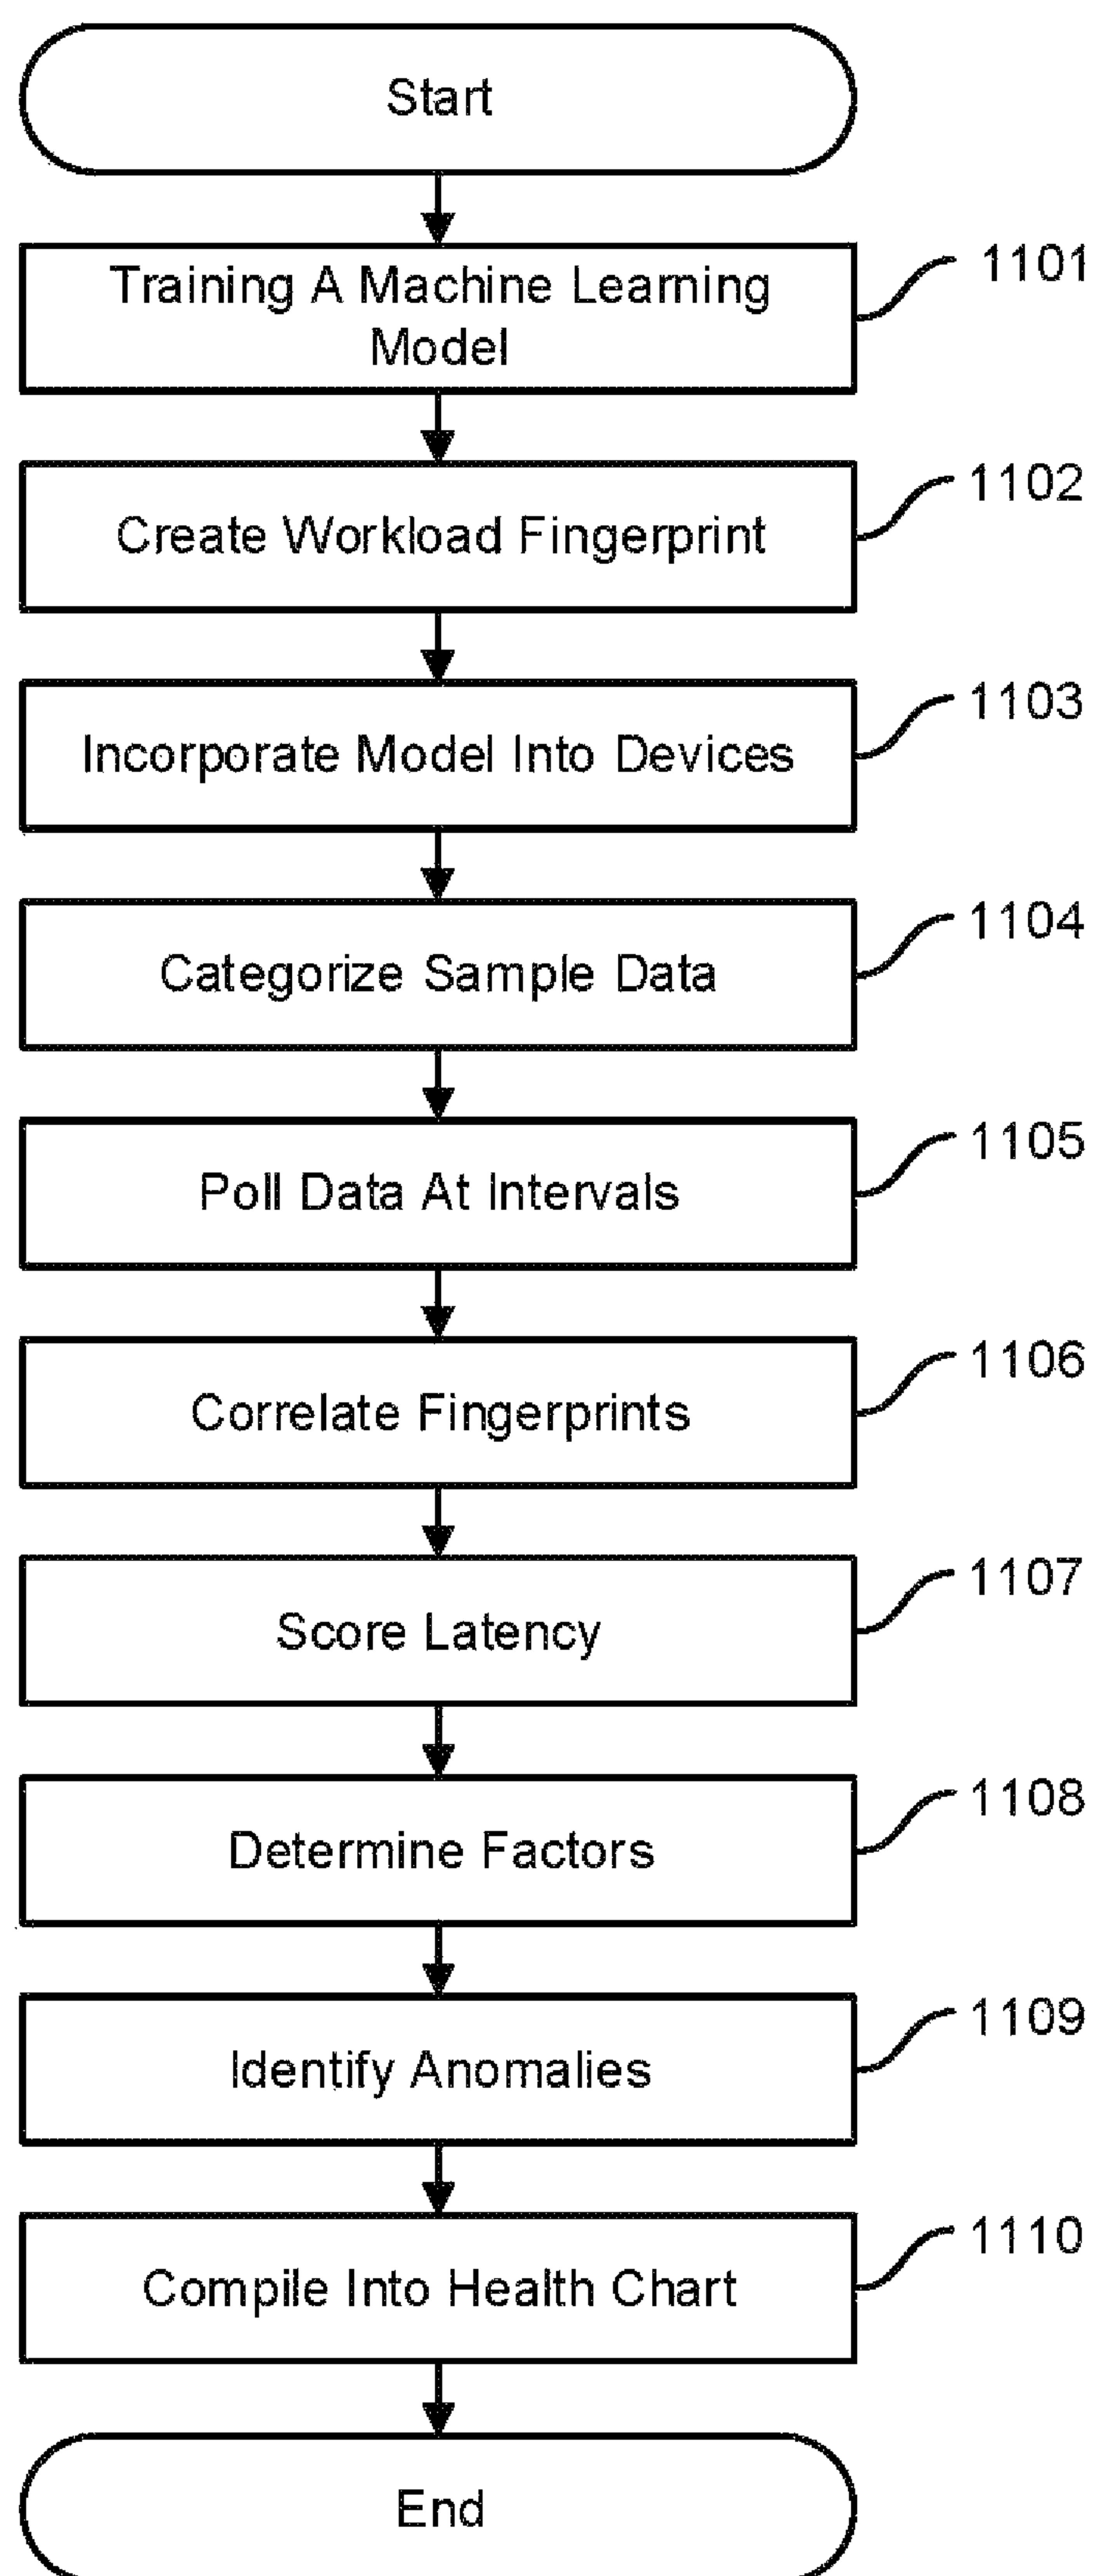 Start
Training A Machine Learning
Model
1101
Create Workload Fingerprint
1102
Incorporate Model Into Devices
1103
Categorize Sample Data
1104
Poll Data At Intervals
1105
Correlate Fingerprints
1106
Score Latency
1107
Determine Factors
1108
Identify Anomalies
1109
Compile Into Health Chart
1110
End